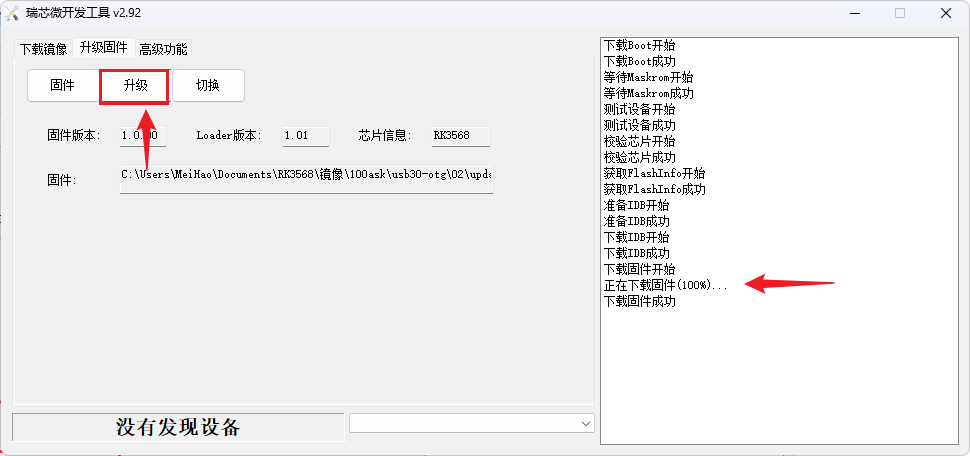 瑞芯微开发工具 v2.92
下载镜像 升级固件 高级功能
固件 升级 切换
固件版本: 1.0.00 Loader版本: 1.01 芯片信息: RK3568
固件: C:\Users\MeiHao\Documents\RK3568\镜像\100ask\usb30-otg\02\upda
没有发现设备
下载Boot开始
下载Boot成功
等待Maskrom开始
等待Maskrom成功
测试设备开始
测试设备成功
校验芯片开始
校验芯片成功
获取FlashInfo开始
获取FlashInfo成功
准备IDB开始
准备IDB成功
下载IDB开始
下载IDB成功
下载固件开始
正在下载固件(100%)...
下载固件成功